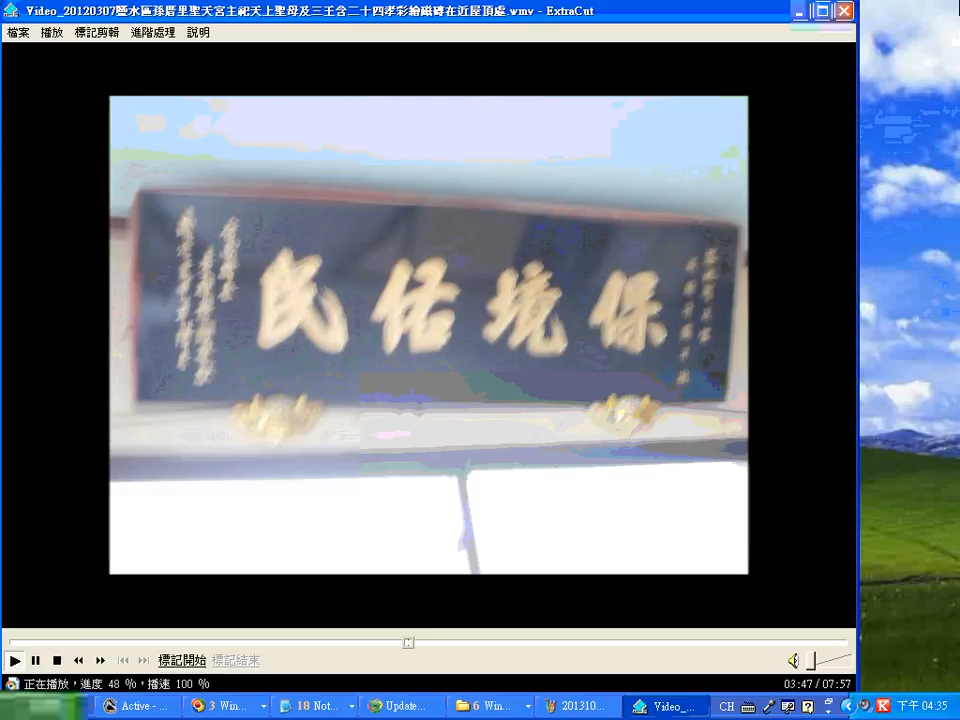 Video_20120307鹽水區孫厝里聖天宮主祀天上聖母及三王含二十四孝彩繪磁磚在近屋頂處.wmv - ExtraCut
檔案 播放 標記剪輯 進階處理 說明
保境佑民
標記開始 標記結束
正在播放，進度 48 %，播速 100 %
03:47 / 07:57
Active - ...
3 Win...
18 Not...
Update...
6 Win...
201310...
Video_...
CH
下午 04:35